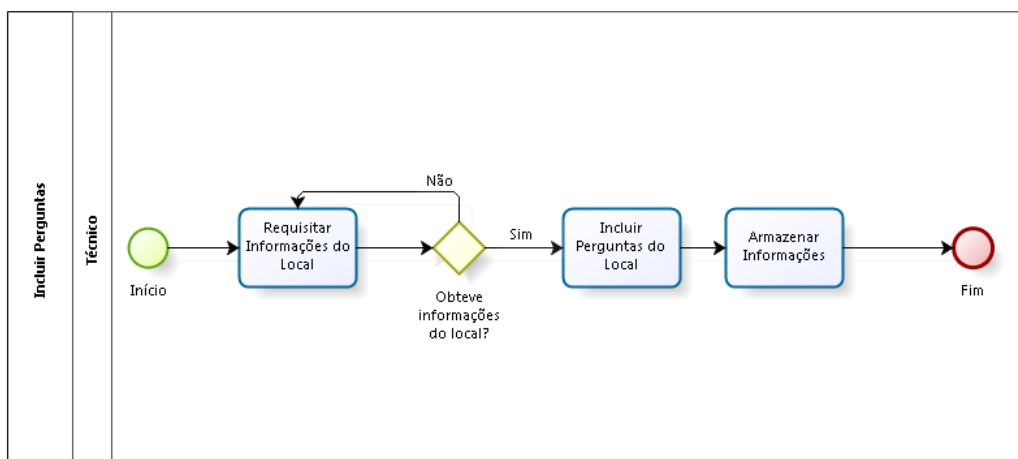 Incluir Perguntas
Técnico
Início
Requisitar
Informações do
Local
Não
Obteve
informações
do local?
Sim
Incluir
Perguntas do
Local
Armazenar
Informações
Fim